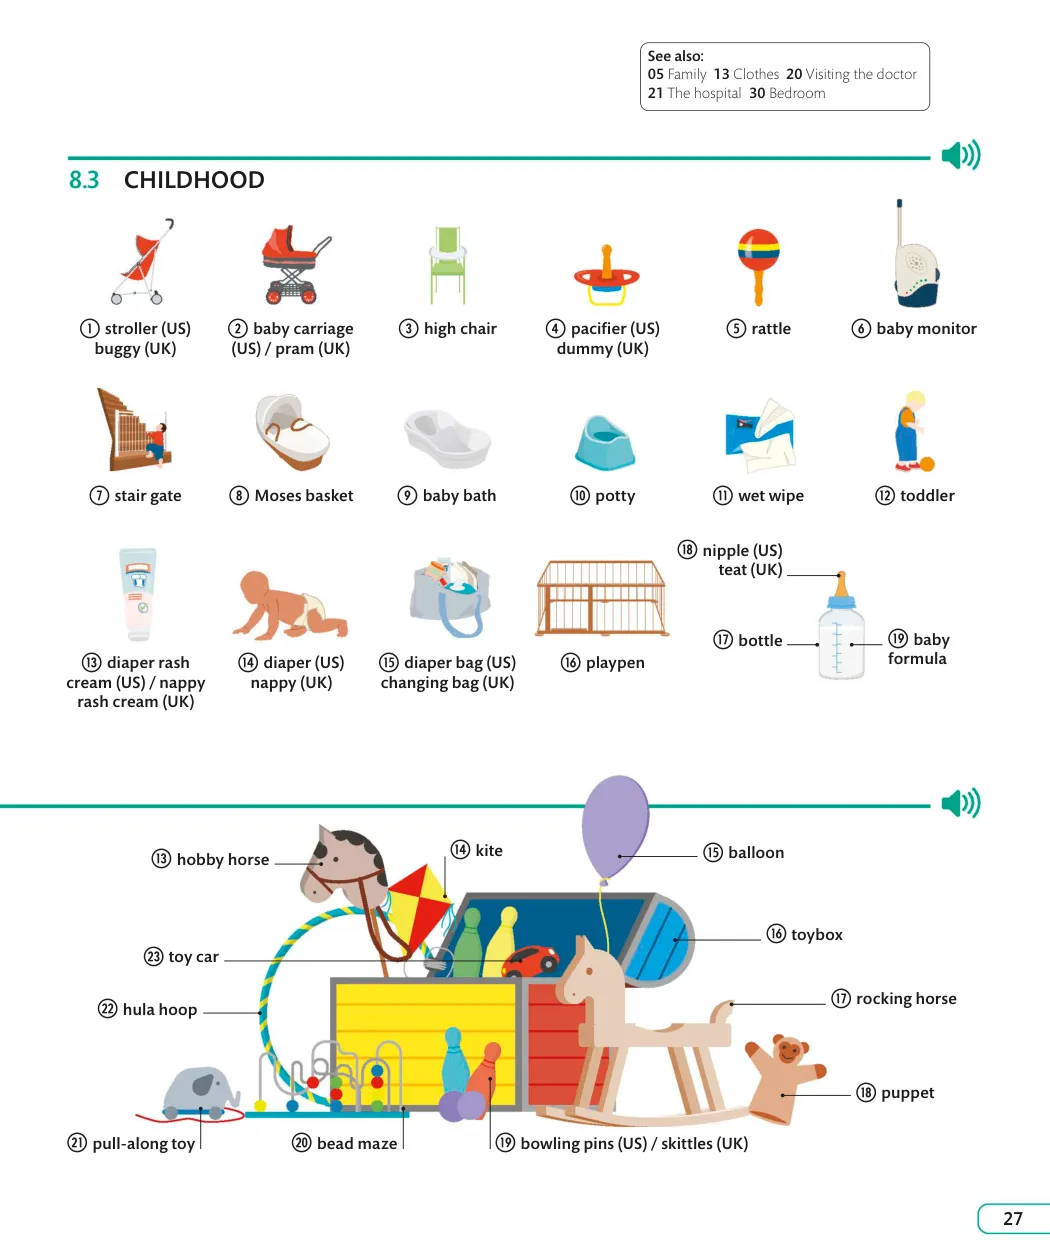 See also:
05 Family 13 Clothes 20 Visiting the doctor
21 The hospital 30 Bedroom
8.3 CHILDHOOD
① stroller (US)
buggy (UK)
② baby carriage
(US) / pram (UK)
③ high chair
④ pacifier (US)
dummy (UK)
⑤ rattle
⑥ baby monitor
⑦ stair gate
⑧ Moses basket
⑨ baby bath
⑩ potty
⑪ wet wipe
⑫ toddler
⑬ diaper rash
cream (US) / nappy
rash cream (UK)
⑭ diaper (US)
nappy (UK)
⑮ diaper bag (US)
changing bag (UK)
⑯ playpen
⑱ nipple (US)
teat (UK)
⑰ bottle
⑲ baby
formula
⑬ hobby horse
⑭ kite
⑮ balloon
⑯ toybox
㉓ toy car
⑰ rocking horse
㉒ hula hoop
⑱ puppet
㉑ pull-along toy
⑳ bead maze
⑲ bowling pins (US) / skittles (UK)
27